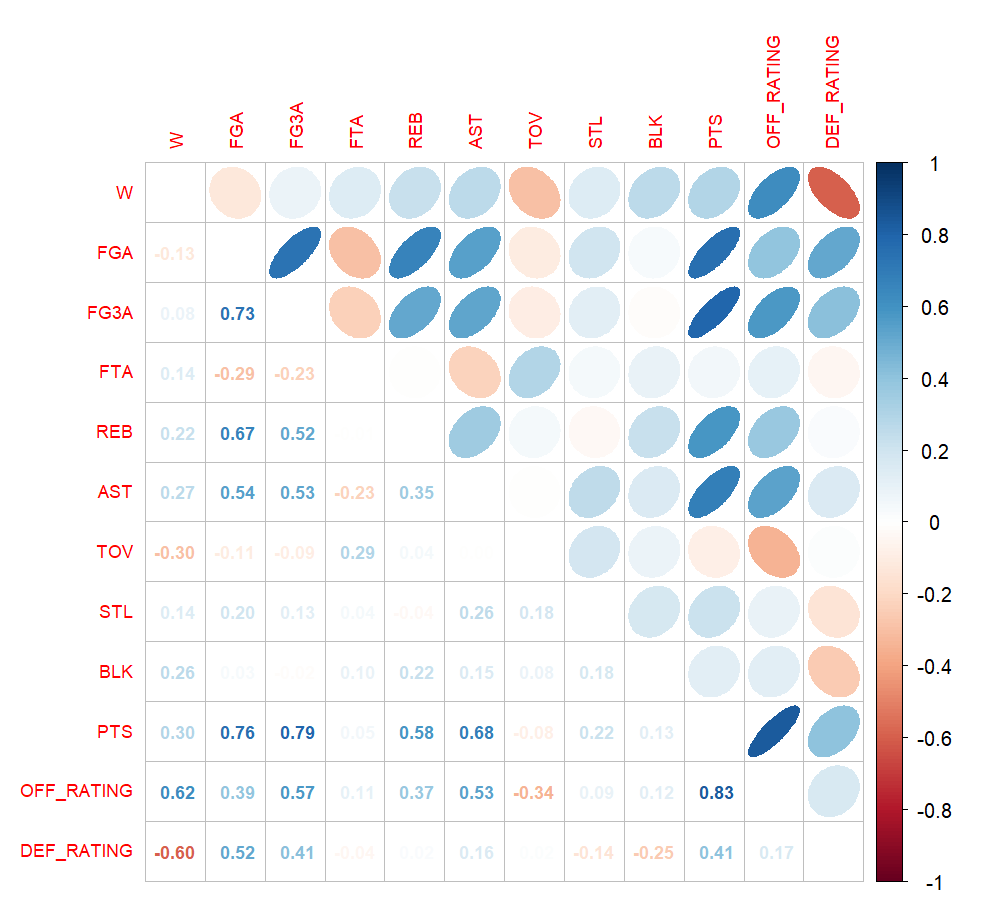 W FGA FG3A FTA REB AST TOV STL BLK PTS OFF_RATING DEF_RATING
W
FGA -0.13
FG3A 0.08 0.73
FTA 0.14 -0.29 -0.23
REB 0.22 0.67 0.52
AST 0.27 0.54 0.53 -0.23 0.35
TOV -0.30 -0.11 -0.09 0.29 0.04
STL 0.14 0.20 0.13 0.04 -0.04 0.26 0.18
BLK 0.26 0.03 -0.02 0.10 0.22 0.15 0.08 0.18
PTS 0.30 0.76 0.79 0.05 0.58 0.68 -0.08 0.22 0.13
OFF_RATING 0.62 0.39 0.57 0.11 0.37 0.53 -0.34 0.09 0.12 0.83
DEF_RATING -0.60 0.52 0.41 -0.04 0.02 0.16 0.02 -0.14 -0.25 0.41 0.17
1
0.8
0.6
0.4
0.2
0
-0.2
-0.4
-0.6
-0.8
-1